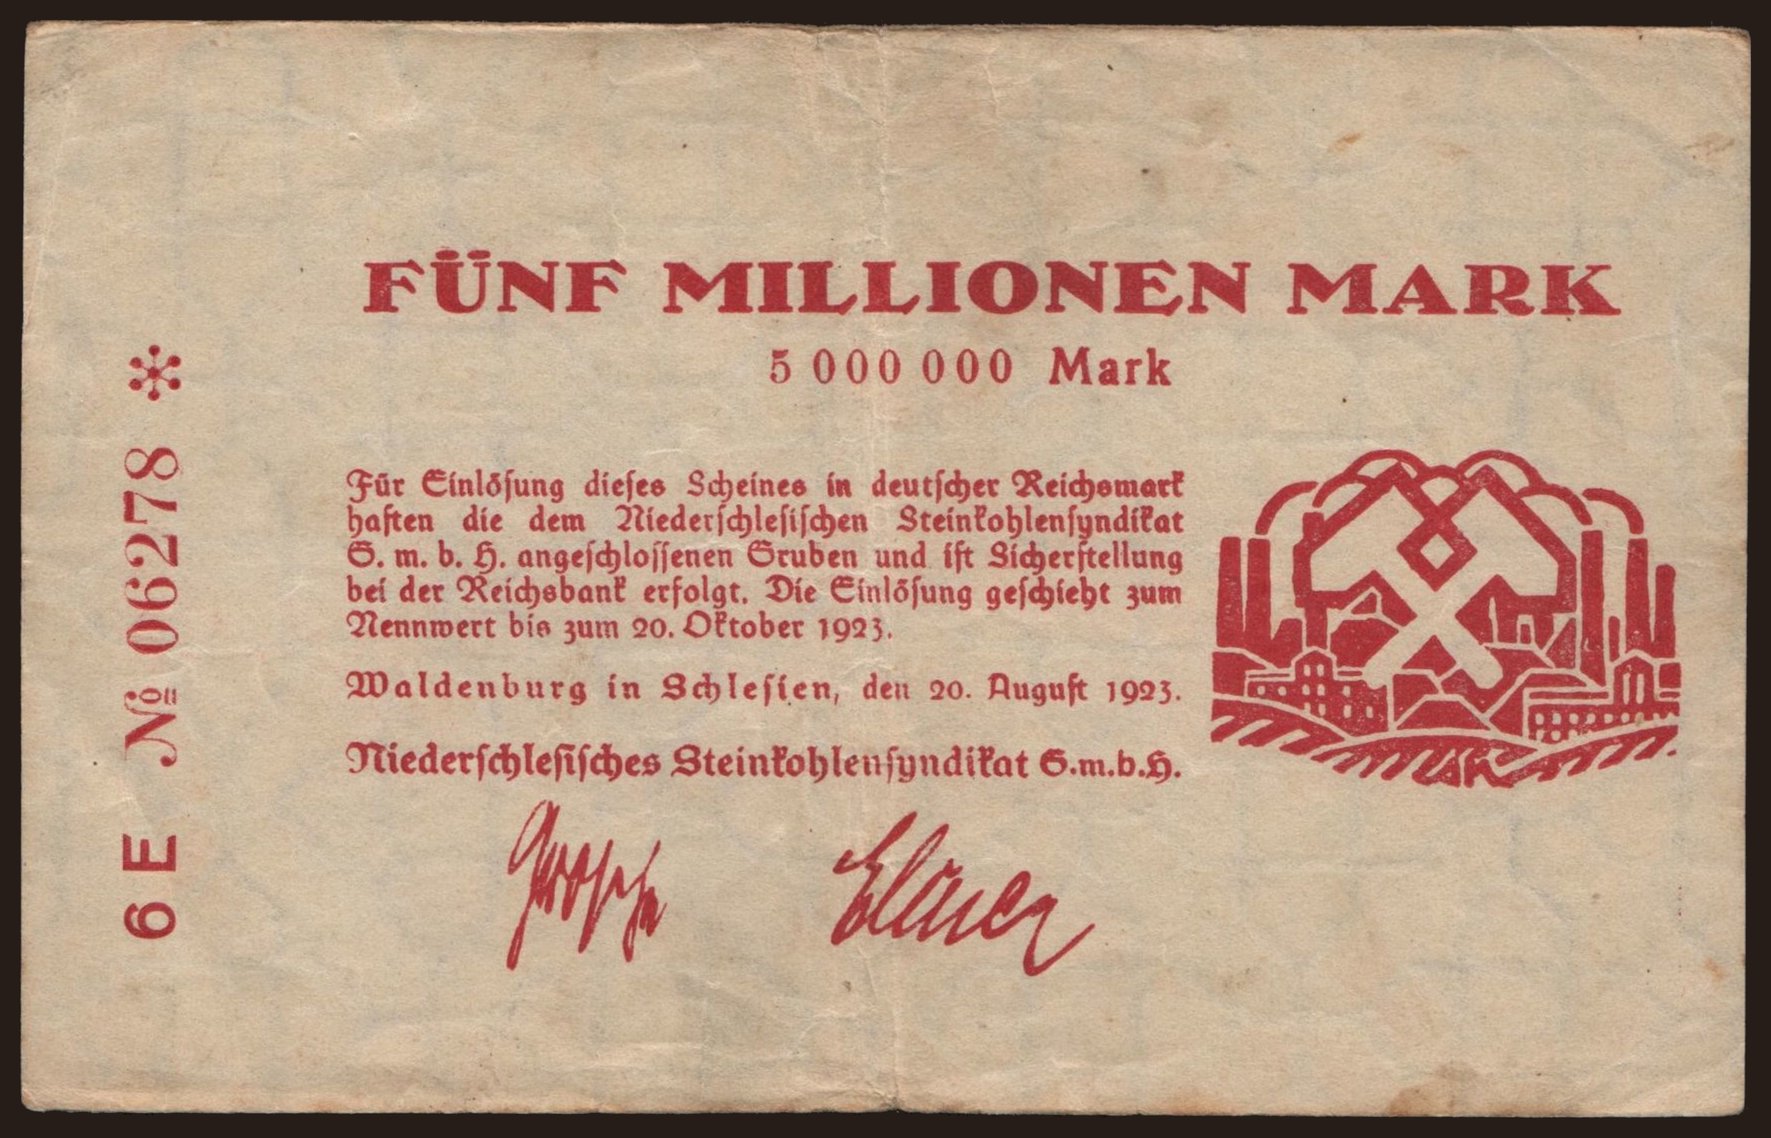 FÜNF MILLIONEN MARK
5 000 000 Mark
Für Einlösung dieses Scheines in deutscher Reichsmark
haften die dem Niederschlesischen Steinkohlensyndikat
G. m. b. H. angeschlossenen Gruben und ist Sicherstellung
bei der Reichsbank erfolgt. Die Einlösung geschieht zum
Nennwert bis zum 20. Oktober 1923.
Waldenburg in Schlesien, den 20. August 1923.
Niederschlesisches Steinkohlensyndikat G.m.b.H.
6 E № 06278 *